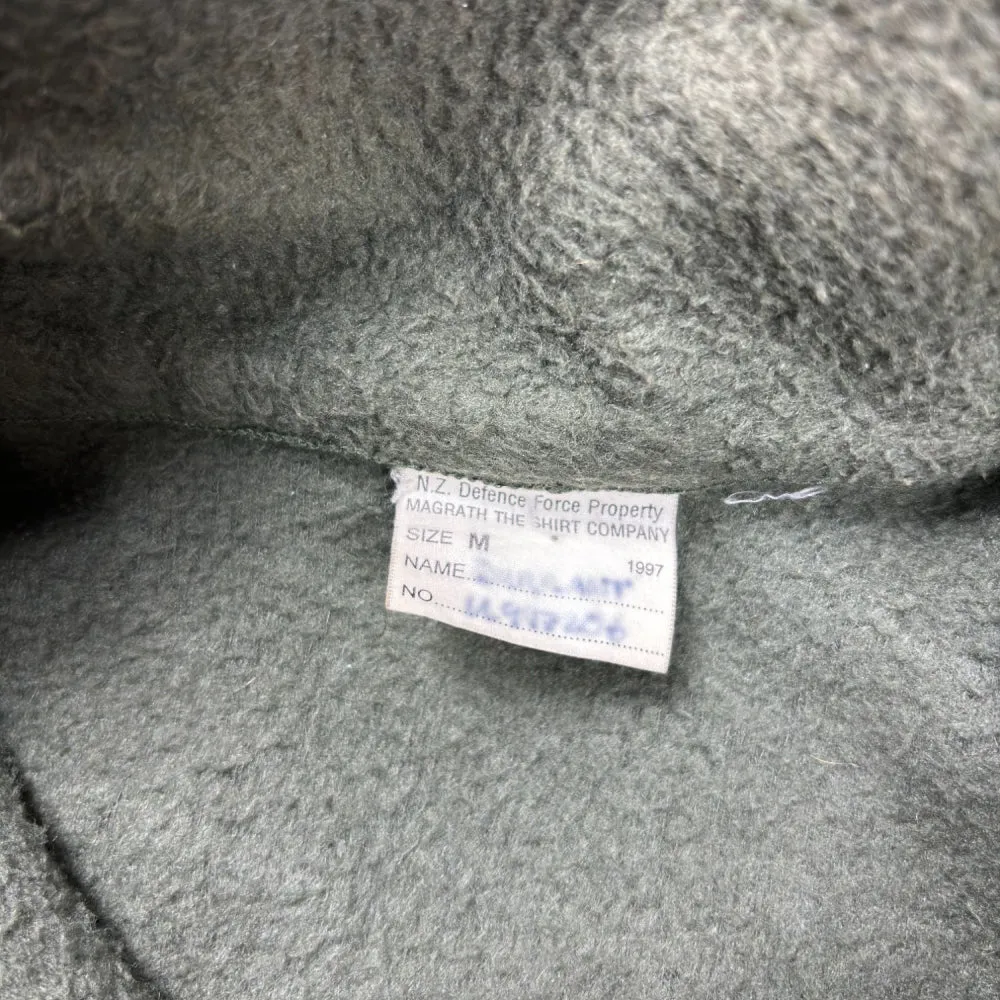 N.Z. Defence Force Property
MAGRATH THE SHIRT COMPANY
SIZE M
1997
NAME
NO.